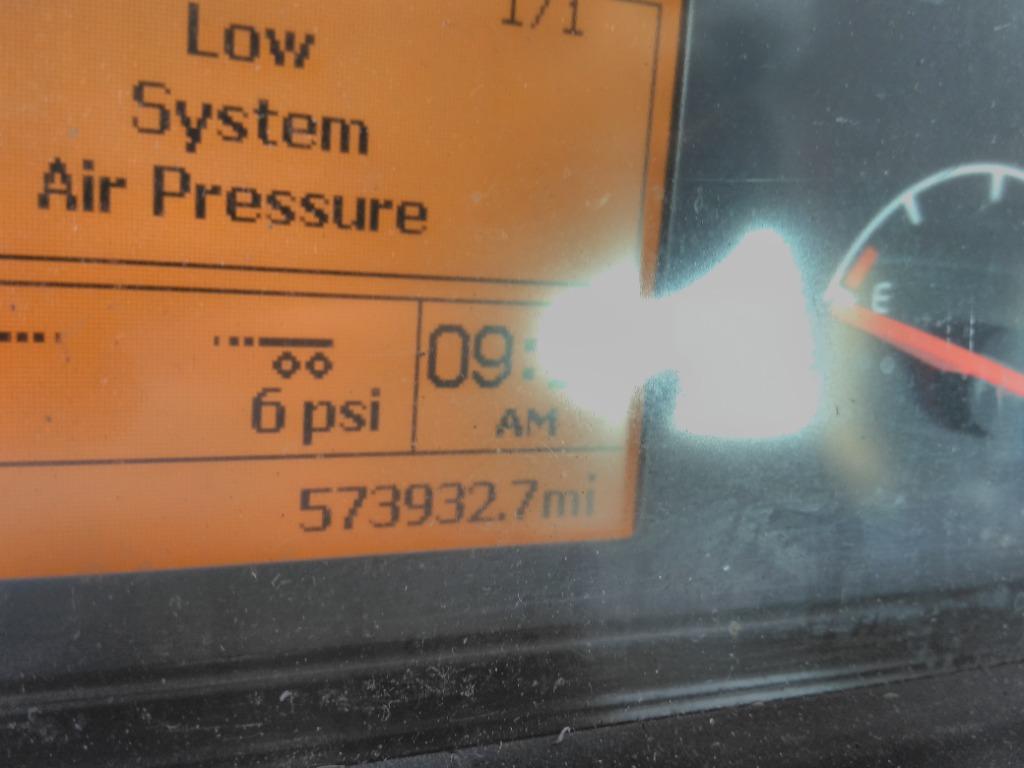 1/1
Low
System
Air Pressure
6 psi
09:
AM
573932.7mi
E